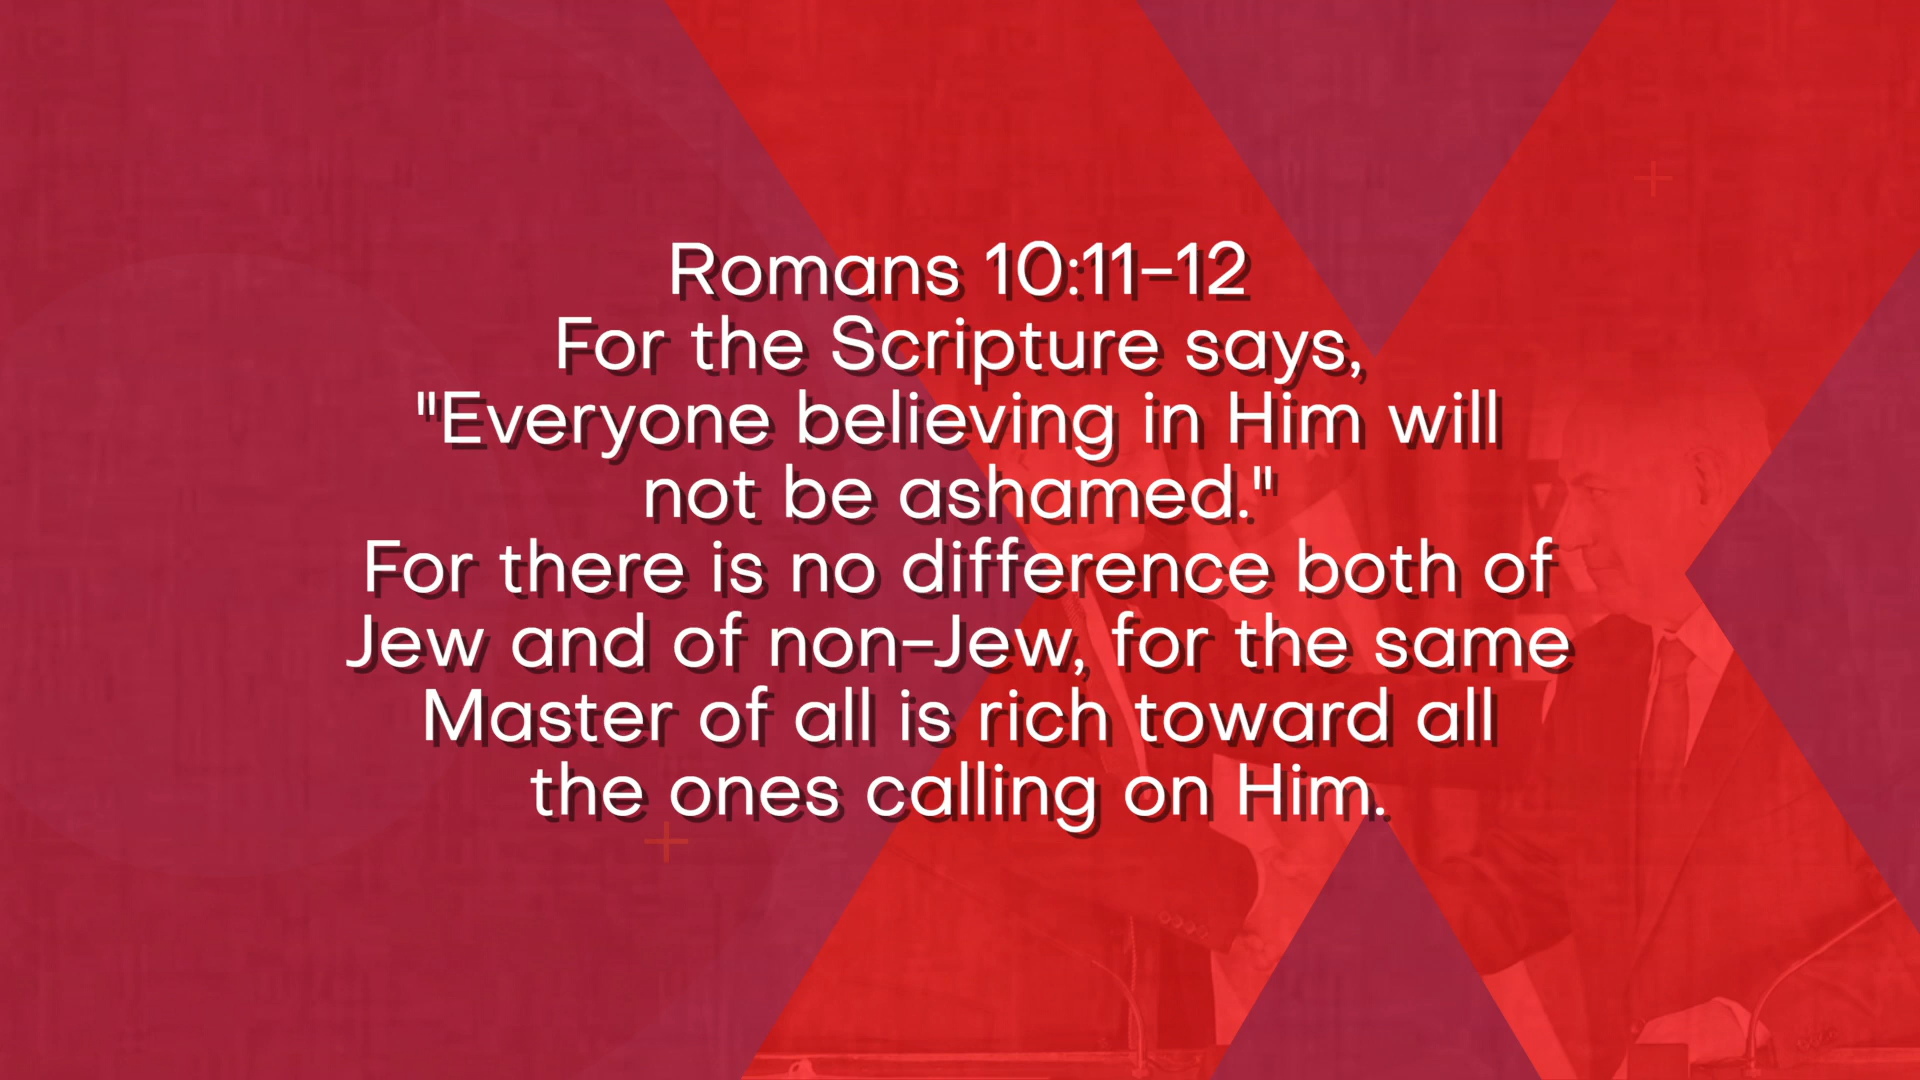 Romans 10:11-12
For the Scripture says,
"Everyone believing in Him will
not be ashamed."
For there is no difference both of
Jew and of non-Jew, for the same
Master of all is rich toward all
the ones calling on Him.